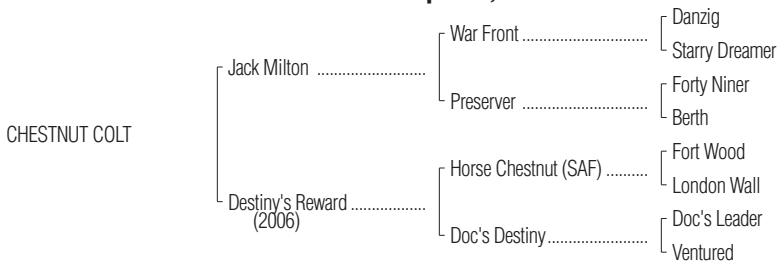 Danzig
War Front ........................
Starry Dreamer
Jack Milton .....................
Forty Niner
Preserver ........................
Berth
CHESTNUT COLT
Fort Wood
Horse Chestnut (SAF) ..........
London Wall
Destiny's Reward ..................
(2006)
Doc's Leader
Doc's Destiny........................
Ventured